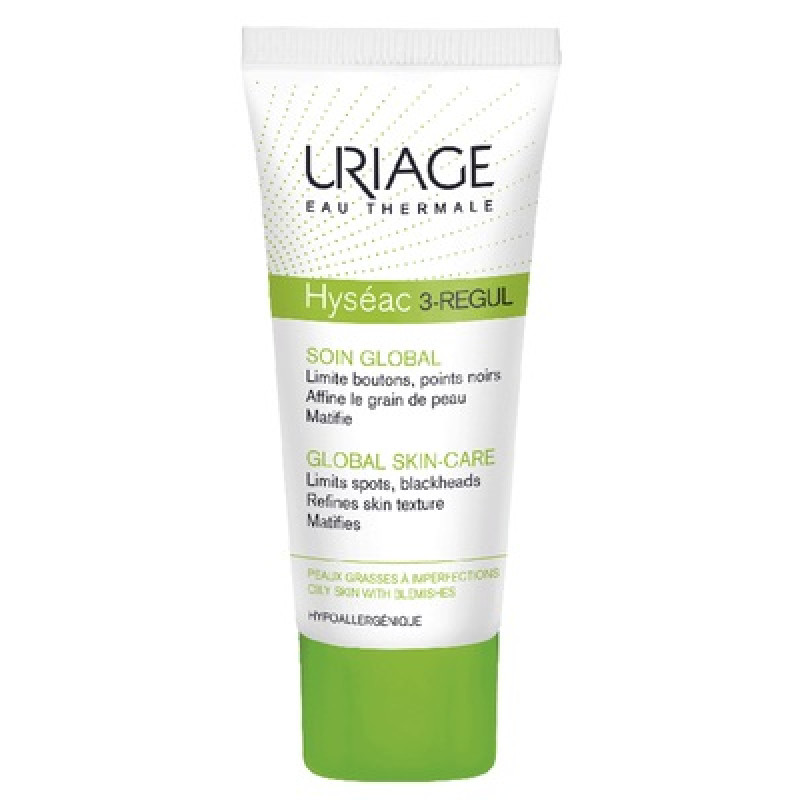 URIAGE
EAU THERMALE
Hyséac 3-REGUL
SOIN GLOBAL
Limite boutons, points noirs
Affine le grain de peau
Matifie
GLOBAL SKIN-CARE
Limits spots, blackheads
Refines skin texture
Matifies
PEAUX GRASSES À IMPERFECTIONS
OILY SKIN WITH BLEMISHES
HYPOALLERGÉNIQUE